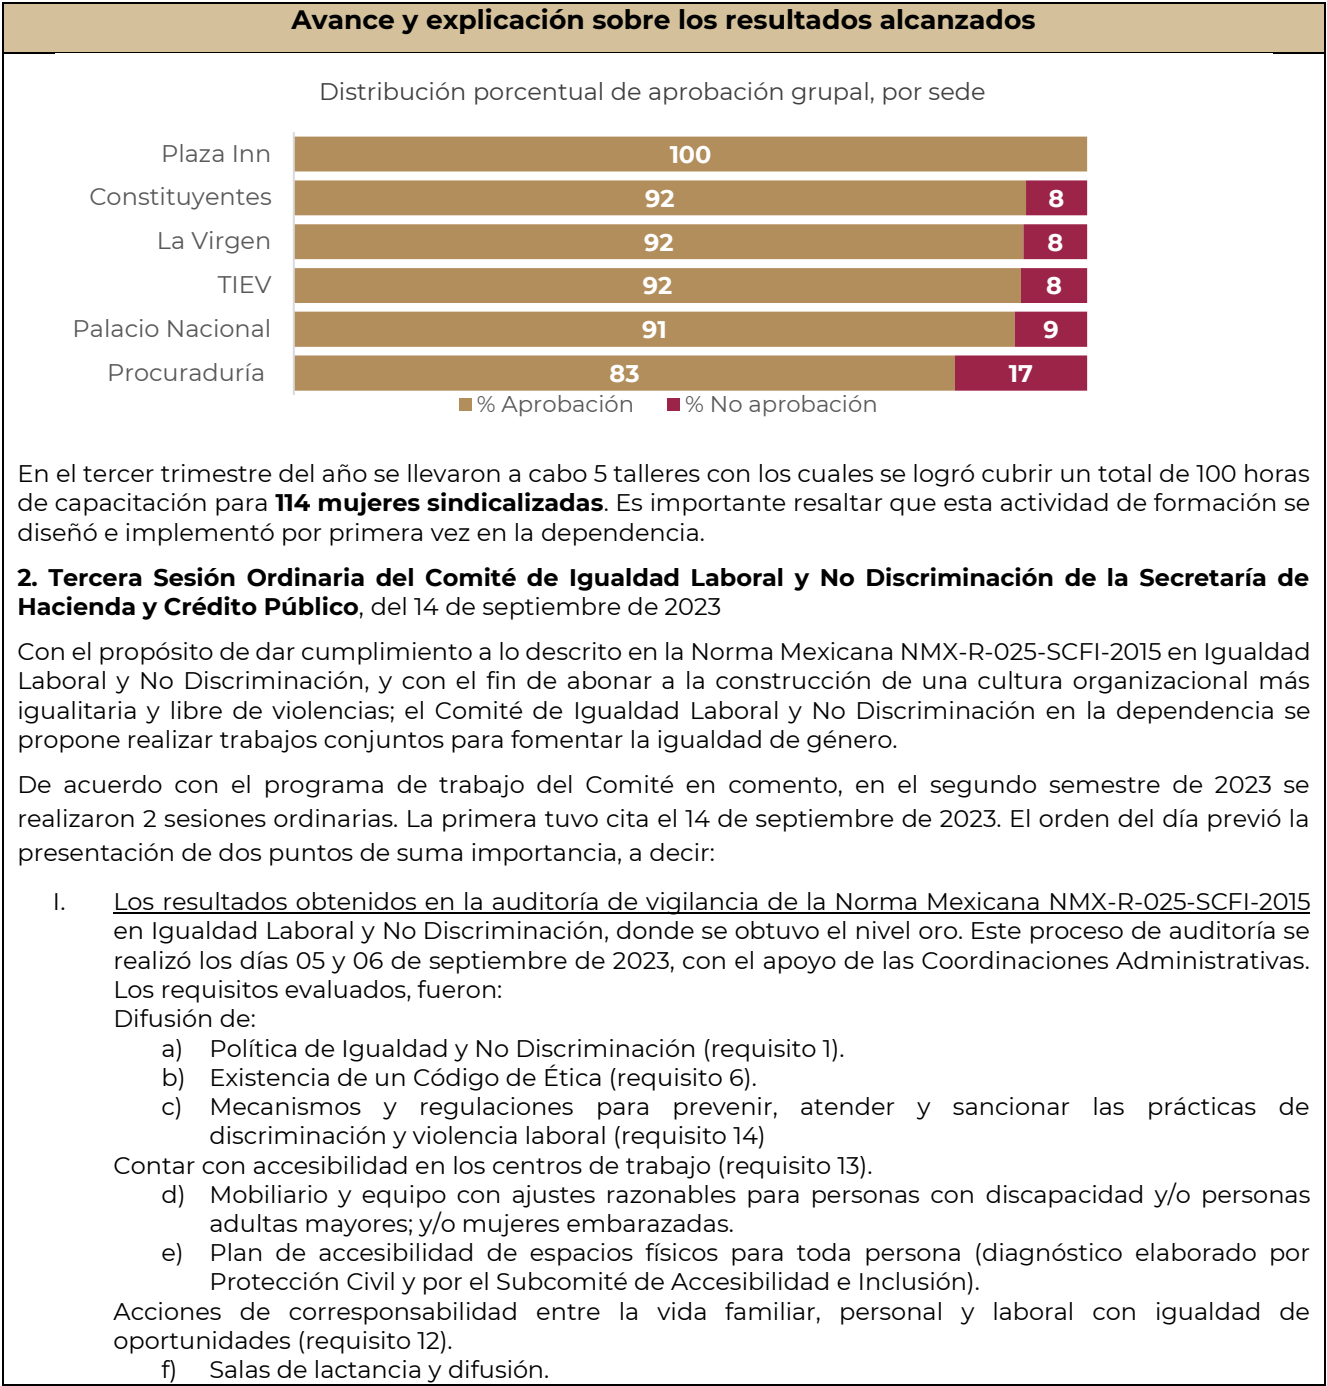 Avance y explicación sobre los resultados alcanzados
Distribución porcentual de aprobación grupal, por sede
Plaza Inn 100
Constituyentes 92 8
La Virgen 92 8
TIEV 92 8
Palacio Nacional 91 9
Procuraduría 83 17
% Aprobación % No aprobación
En el tercer trimestre del año se llevaron a cabo 5 talleres con los cuales se logró cubrir un total de 100 horas
de capacitación para 114 mujeres sindicalizadas. Es importante resaltar que esta actividad de formación se
diseñó e implementó por primera vez en la dependencia.
2. Tercera Sesión Ordinaria del Comité de Igualdad Laboral y No Discriminación de la Secretaría de
Hacienda y Crédito Público, del 14 de septiembre de 2023
Con el propósito de dar cumplimiento a lo descrito en la Norma Mexicana NMX-R-025-SCFI-2015 en Igualdad
Laboral y No Discriminación, y con el fin de abonar a la construcción de una cultura organizacional más
igualitaria y libre de violencias; el Comité de Igualdad Laboral y No Discriminación en la dependencia se
propone realizar trabajos conjuntos para fomentar la igualdad de género.
De acuerdo con el programa de trabajo del Comité en comento, en el segundo semestre de 2023 se
realizaron 2 sesiones ordinarias. La primera tuvo cita el 14 de septiembre de 2023. El orden del día previó la
presentación de dos puntos de suma importancia, a decir:
I. Los resultados obtenidos en la auditoría de vigilancia de la Norma Mexicana NMX-R-025-SCFI-2015
en Igualdad Laboral y No Discriminación, donde se obtuvo el nivel oro. Este proceso de auditoría se
realizó los días 05 y 06 de septiembre de 2023, con el apoyo de las Coordinaciones Administrativas.
Los requisitos evaluados, fueron:
Difusión de:
a) Política de Igualdad y No Discriminación (requisito 1).
b) Existencia de un Código de Ética (requisito 6).
c) Mecanismos y regulaciones para prevenir, atender y sancionar las prácticas de
discriminación y violencia laboral (requisito 14)
Contar con accesibilidad en los centros de trabajo (requisito 13).
d) Mobiliario y equipo con ajustes razonables para personas con discapacidad y/o personas
adultas mayores; y/o mujeres embarazadas.
e) Plan de accesibilidad de espacios físicos para toda persona (diagnóstico elaborado por
Protección Civil y por el Subcomité de Accesibilidad e Inclusión).
Acciones de corresponsabilidad entre la vida familiar, personal y laboral con igualdad de
oportunidades (requisito 12).
f) Salas de lactancia y difusión.